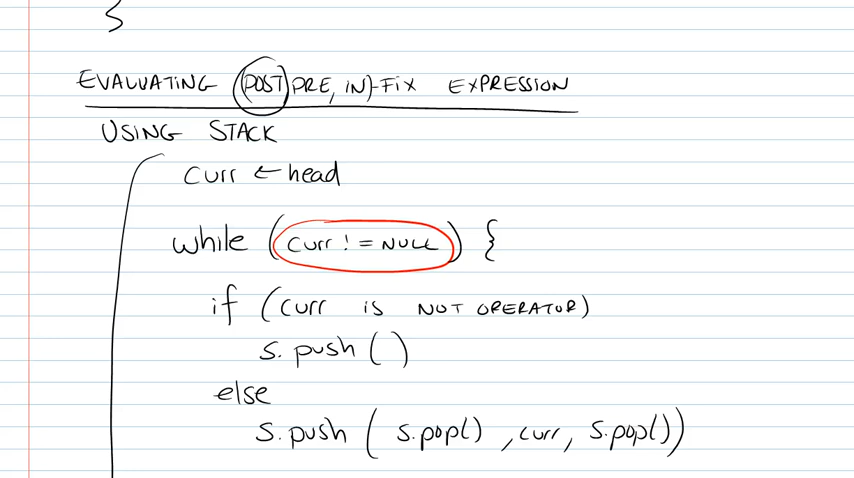 }
EVALUATING (POST, PRE, IN)-FIX EXPRESSION
USING STACK
curr ← head
while (curr != NULL) {
if (curr is NOT OPERATOR)
s.push ( )
else
s.push ( s.pop() , curr, s.pop())